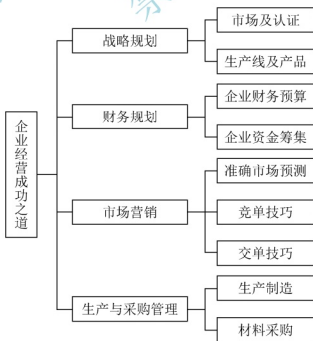 企业经营成功之道
战略规划
市场及认证
生产线及产品
财务规划
企业财务预算
企业资金筹集
市场营销
准确市场预测
竞单技巧
交单技巧
生产与采购管理
生产制造
材料采购